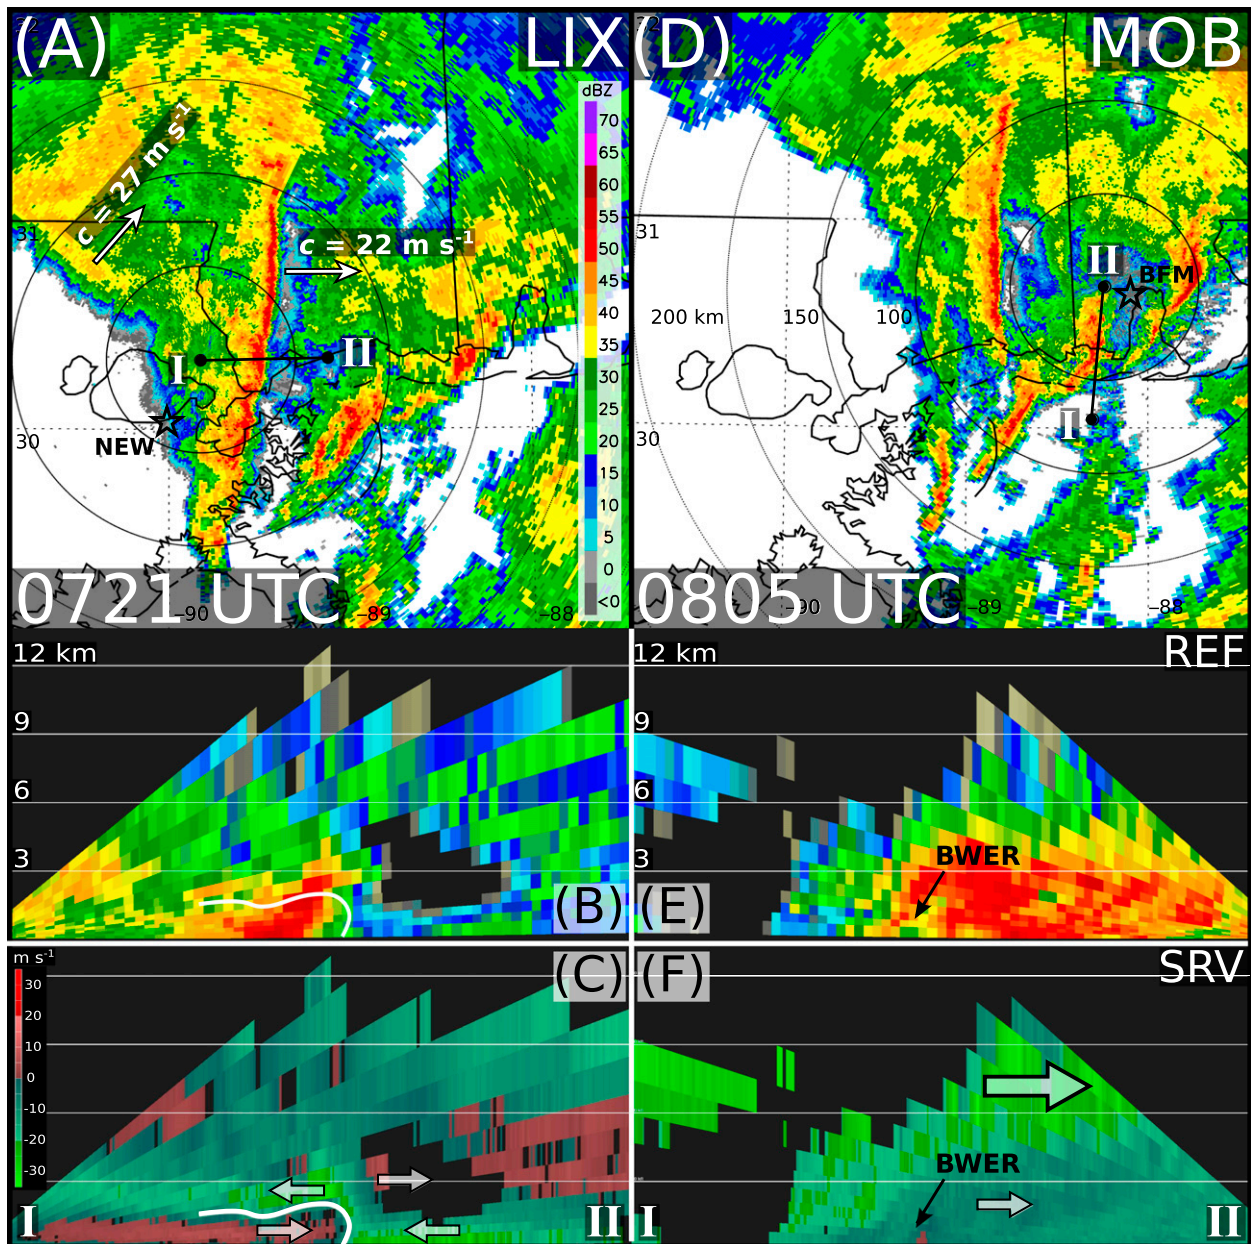 (A)
LIX
c = 27 m s-1
c = 22 m s-1
dBZ
70
65
60
55
50
45
40
35
30
25
20
15
10
5
0
<0
31
30
I
II
NEW
0721 UTC
−90
−89
−88
(D)
MOB
31
30
200 km
150
100
II
BFM
I
0805 UTC
−90
−89
−88
12 km
9
6
3
(B)
12 km
9
6
3
REF
BWER
(E)
m s-1
30
20
10
0
-10
-20
-30
(C)
I
II
(F)
SRV
BWER
I
II